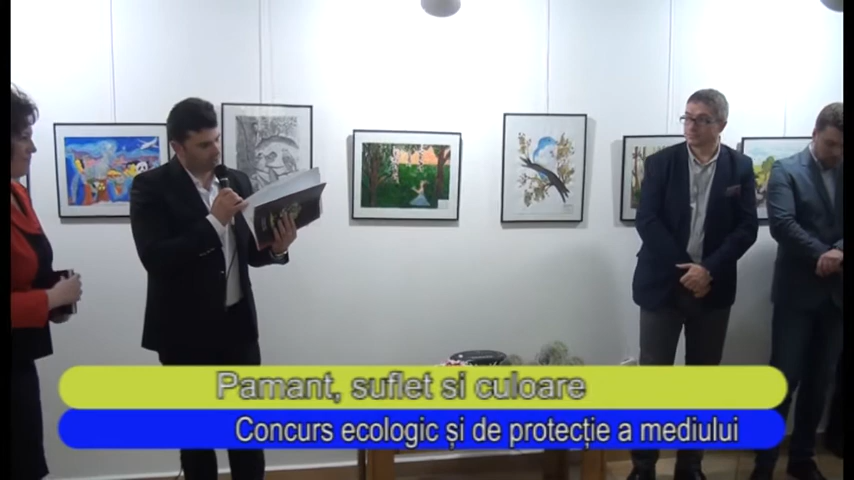 Pamant, suflet si culoare
Concurs ecologic și de protecție a mediului